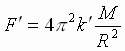 F' = 4π²k' M/R²